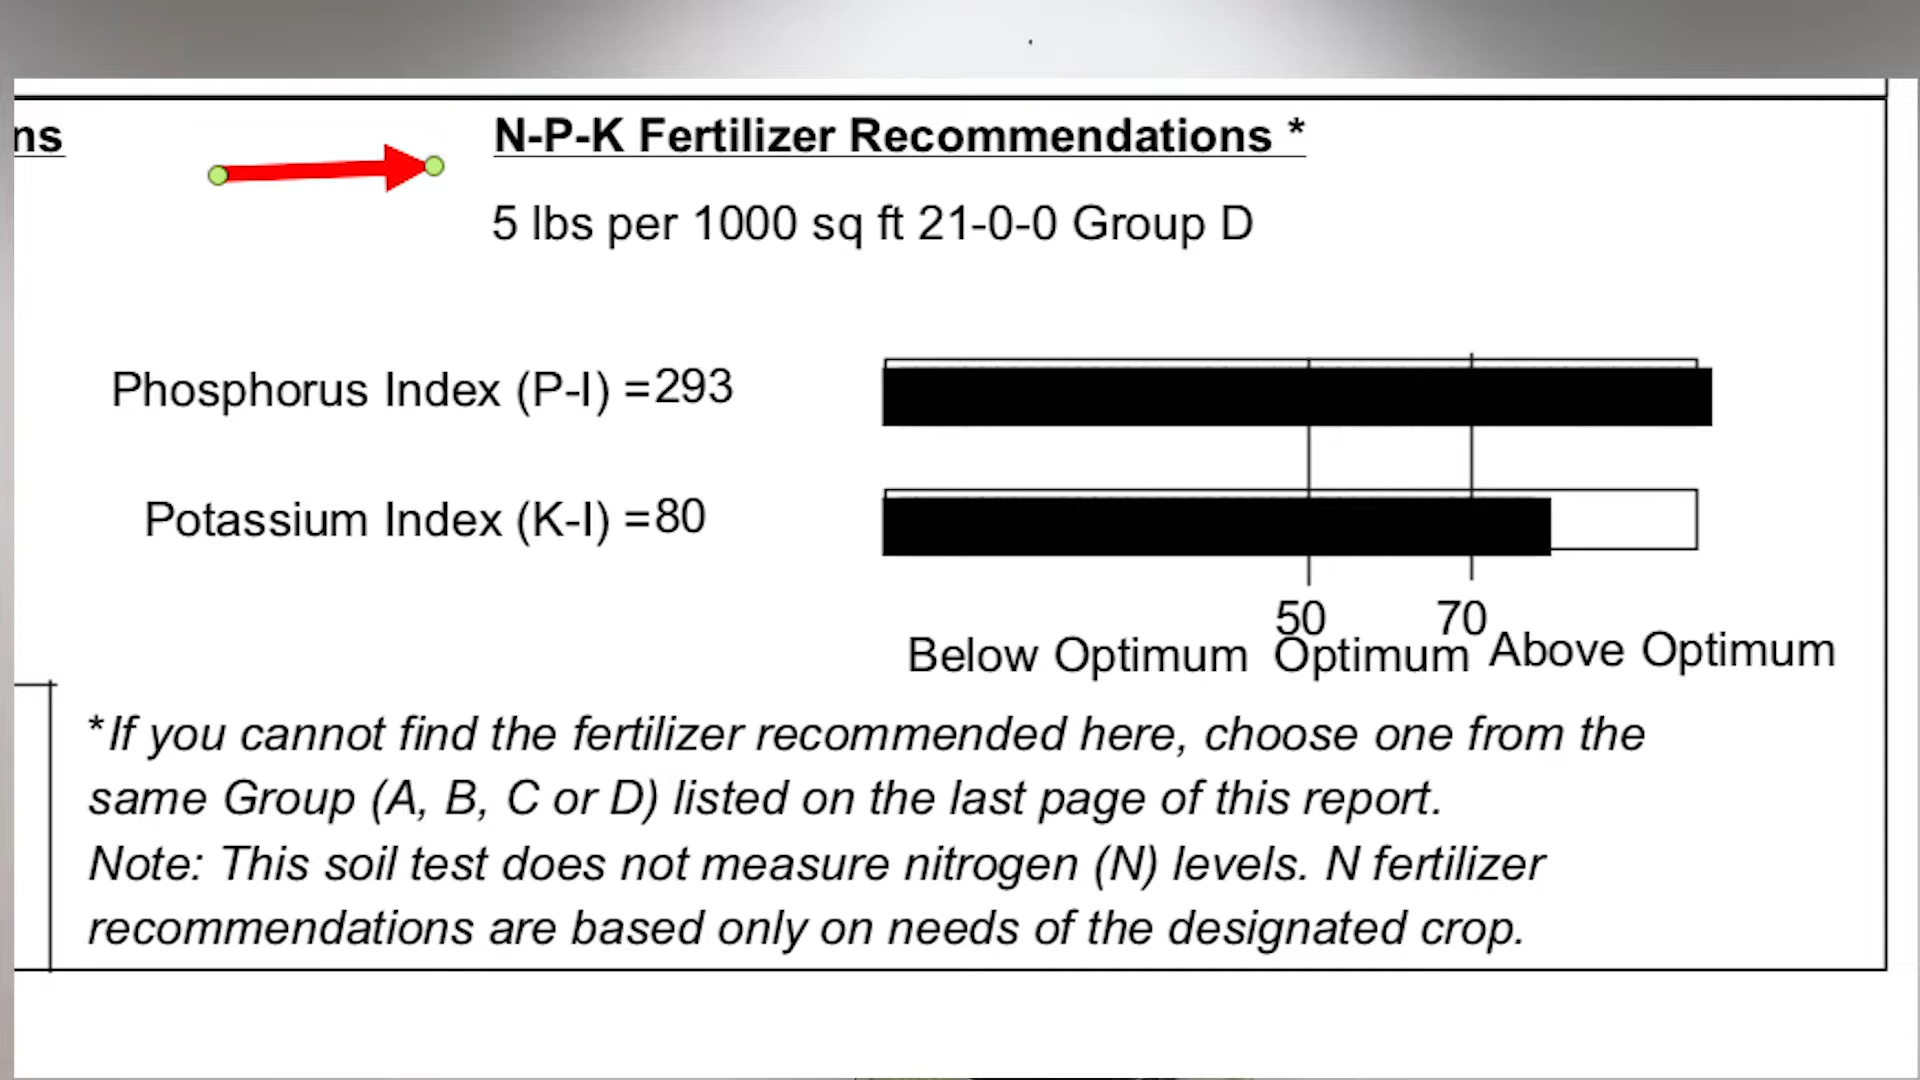 ns
N-P-K Fertilizer Recommendations *
5 lbs per 1000 sq ft 21-0-0 Group D
Phosphorus Index (P-I) =293
Potassium Index (K-I) =80
50 70
Below Optimum Optimum Above Optimum
*If you cannot find the fertilizer recommended here, choose one from the
same Group (A, B, C or D) listed on the last page of this report.
Note: This soil test does not measure nitrogen (N) levels. N fertilizer
recommendations are based only on needs of the designated crop.